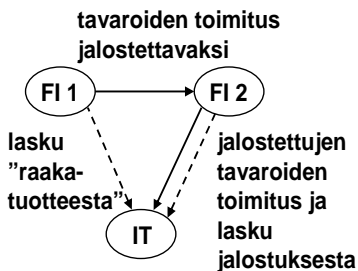 tavaroiden toimitus
jalostettavaksi
FI 1
FI 2
lasku
”raaka-
tuotteesta”
jalostettujen
tavaroiden
toimitus ja
lasku
jalostuksesta
IT